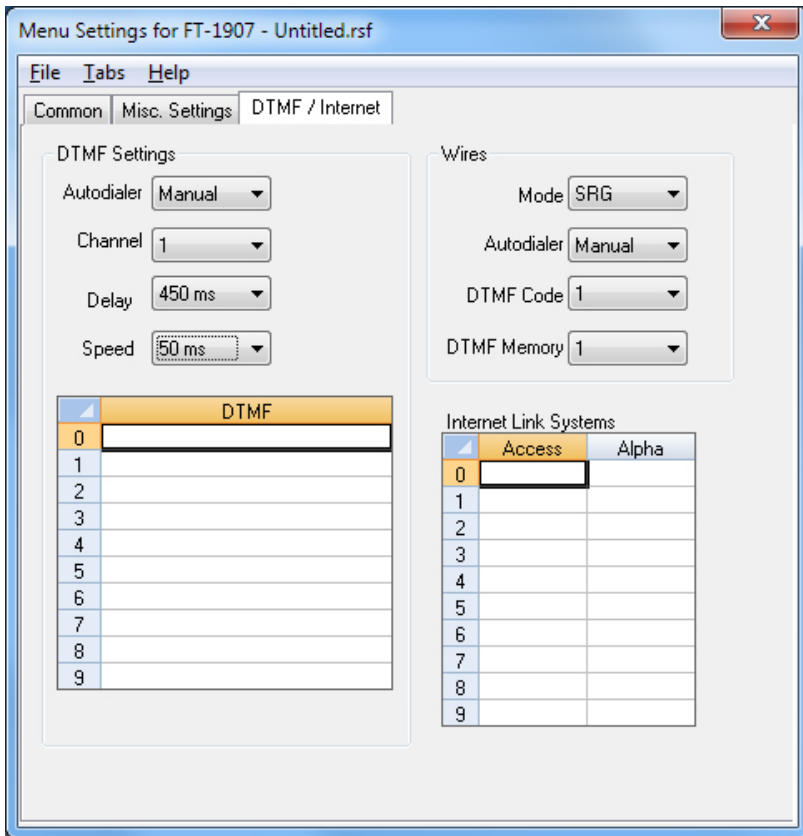 Menu Settings for FT-1907 - Untitled.rsf
File Tabs Help
Common Misc. Settings DTMF / Internet
DTMF Settings
Autodialer Manual
Channel 1
Delay 450 ms
Speed 50 ms
DTMF
0
1
2
3
4
5
6
7
8
9
Wires
Mode SRG
Autodialer Manual
DTMF Code 1
DTMF Memory 1
Internet Link Systems
Access Alpha
0
1
2
3
4
5
6
7
8
9